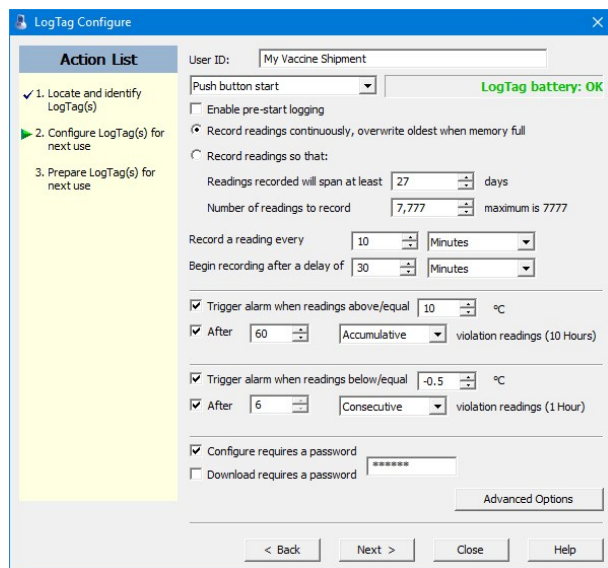 LogTag Configure
Action List
1. Locate and identify
LogTag(s)
2. Configure LogTag(s) for
next use
3. Prepare LogTag(s) for
next use
User ID: My Vaccine Shipment
Push button start LogTag battery: OK
Enable pre-start logging
Record readings continuously, overwrite oldest when memory full
Record readings so that:
Readings recorded will span at least 27 days
Number of readings to record 7,777 maximum is 7777
Record a reading every 10 Minutes
Begin recording after a delay of 30 Minutes
Trigger alarm when readings above/equal 10 °C
After 60 Accumulative violation readings (10 Hours)
Trigger alarm when readings below/equal -0.5 °C
After 6 Consecutive violation readings (1 Hour)
Configure requires a password
******
Download requires a password
Advanced Options
< Back Next > Close Help